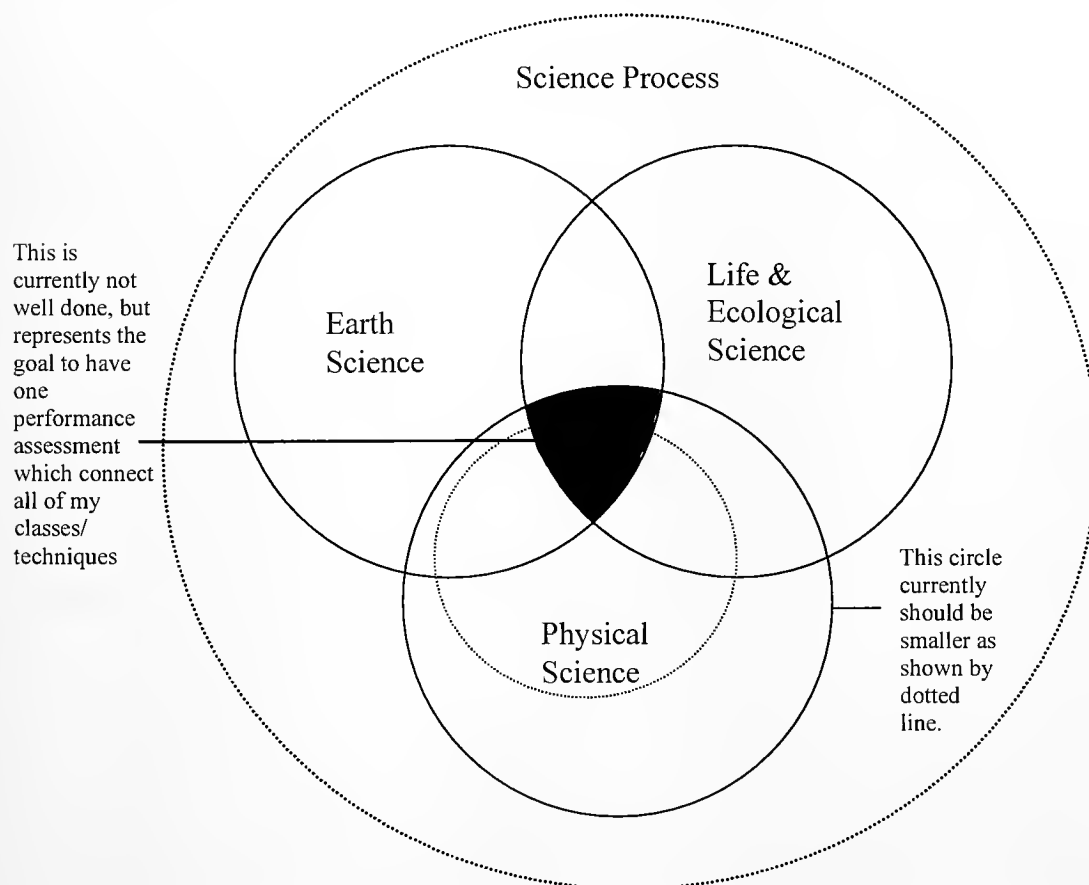 Science Process
This is
currently not
well done, but
represents the
goal to have
one
performance
assessment
which connect
all of my
classes/
techniques
Earth
Science
Life &
Ecological
Science
Physical
Science
This circle
currently
should be
smaller as
shown by
dotted
line.